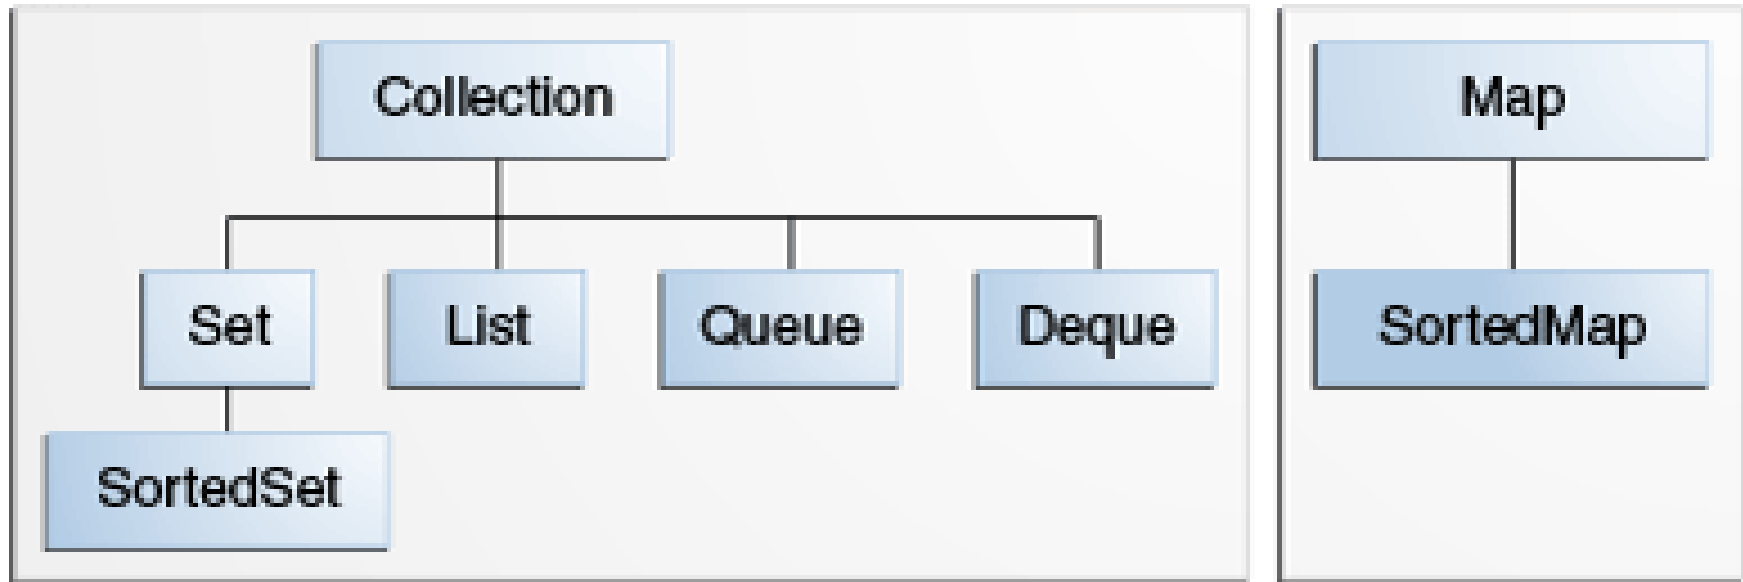 Collection
Map
Set
List
Queue
Deque
SortedMap
SortedSet